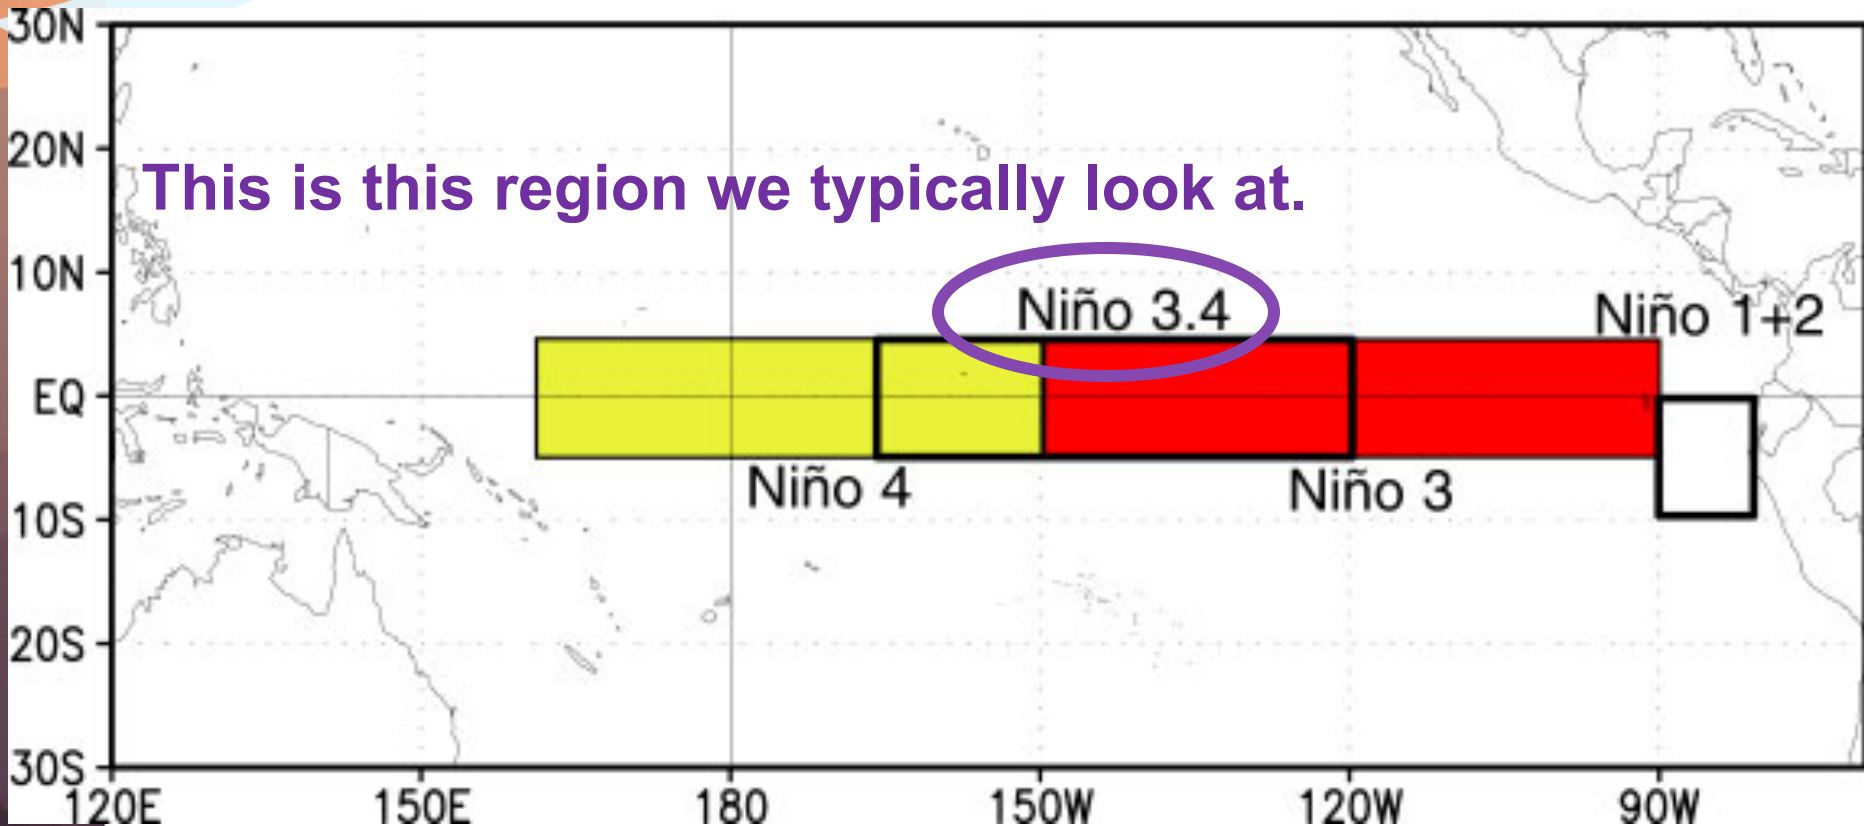 30N
20N
This is this region we typically look at.
10N
Niño 3.4
Niño 1+2
EQ
Niño 4
Niño 3
10S
20S
30S
120E 150E 180 150W 120W 90W